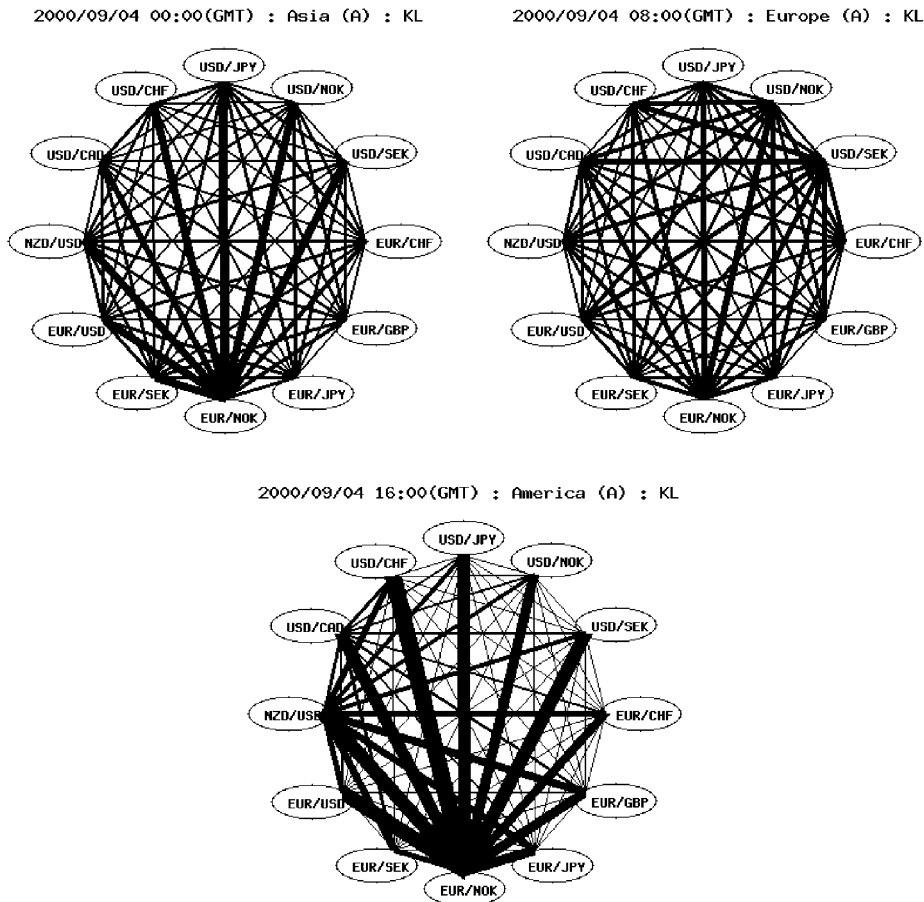 2000/09/04 00:00(GMT) : Asia (A) : KL
USD/JPY
USD/CHF
USD/NOK
USD/CAD
USD/SEK
NZD/USD
EUR/CHF
EUR/USD
EUR/GBP
EUR/SEK
EUR/JPY
EUR/NOK
2000/09/04 08:00(GMT) : Europe (A) : KL
USD/JPY
USD/CHF
USD/NOK
USD/CAD
USD/SEK
NZD/USD
EUR/CHF
EUR/USD
EUR/GBP
EUR/SEK
EUR/JPY
EUR/NOK
2000/09/04 16:00(GMT) : America (A) : KL
USD/JPY
USD/CHF
USD/NOK
USD/CAD
USD/SEK
NZD/USD
EUR/CHF
EUR/USD
EUR/GBP
EUR/SEK
EUR/JPY
EUR/NOK